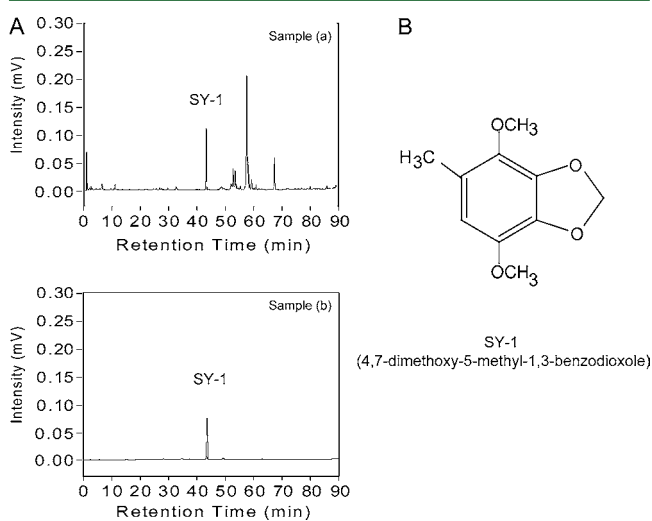 A
B
Sample (a)
SY-1
Intensity (mV)
0.30
0.25
0.20
0.15
0.10
0.05
0.00
0 10 20 30 40 50 60 70 80 90
Retention Time (min)
Sample (b)
SY-1
Intensity (mV)
0.30
0.25
0.20
0.15
0.10
0.05
0.00
0 10 20 30 40 50 60 70 80 90
Retention Time (min)
OCH3
H3C
O
O
OCH3
SY-1
(4,7-dimethoxy-5-methyl-1,3-benzodioxole)